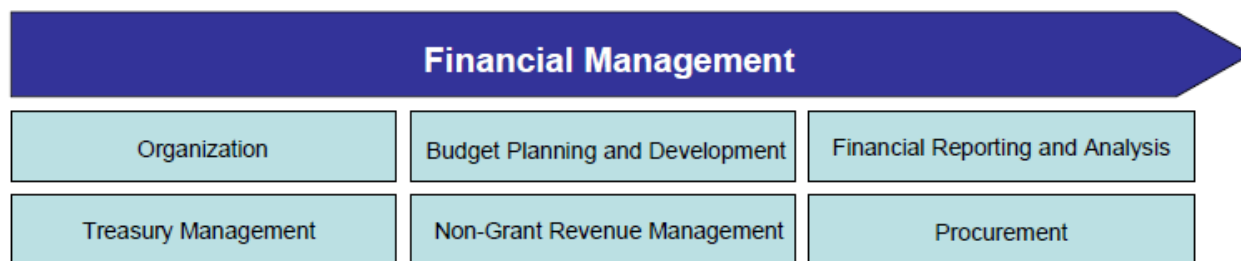 Financial Management
Organization
Budget Planning and Development
Financial Reporting and Analysis
Treasury Management
Non-Grant Revenue Management
Procurement